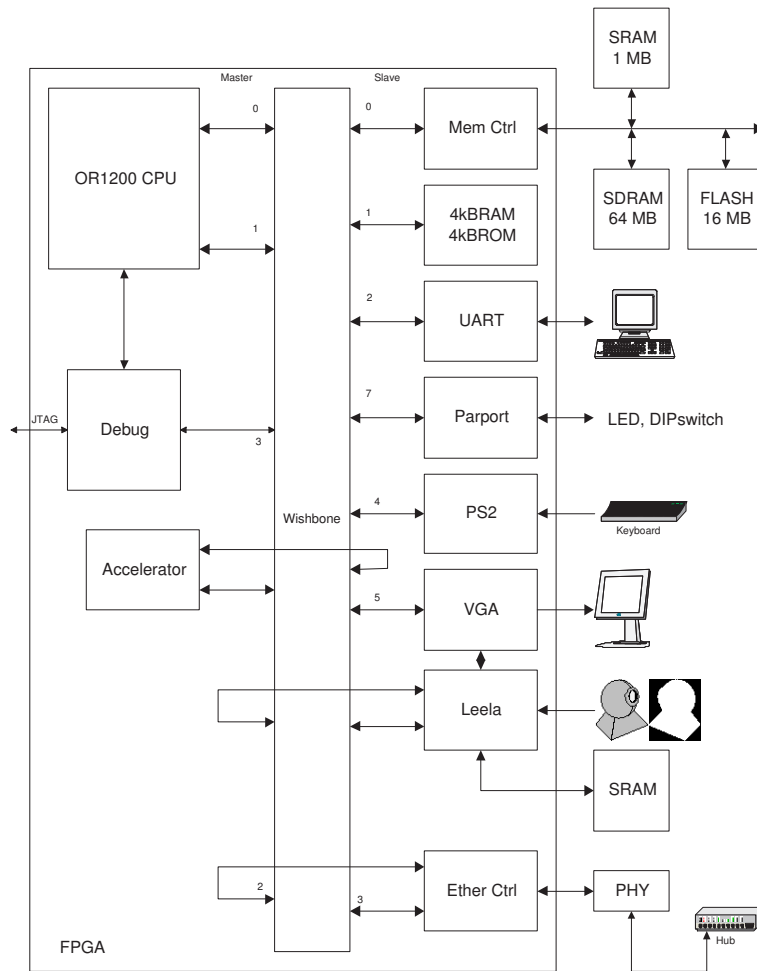 SRAM
1 MB
Master
Slave
0
0
OR1200 CPU
Mem Ctrl
SDRAM
64 MB
FLASH
16 MB
1
1
4kBRAM
4kBROM
2
UART
JTAG
Debug
3
7
Parport
LED, DIPswitch
4
Wishbone
PS2
Keyboard
Accelerator
5
VGA
Leela
SRAM
2
3
Ether Ctrl
PHY
Hub
FPGA